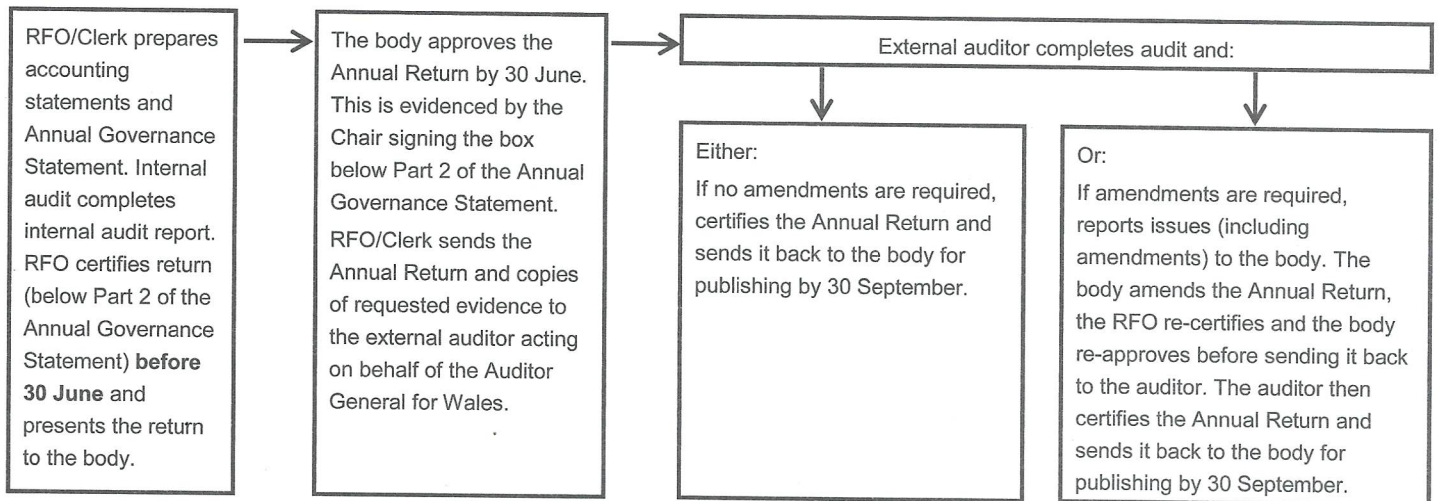 RFO/Clerk prepares
accounting
statements and
Annual Governance
Statement. Internal
audit completes
internal audit report.
RFO certifies return
(below Part 2 of the
Annual Governance
Statement) before
30 June and
presents the return
to the body.
The body approves the
Annual Return by 30 June.
This is evidenced by the
Chair signing the box
below Part 2 of the Annual
Governance Statement.
RFO/Clerk sends the
Annual Return and copies
of requested evidence to
the external auditor acting
on behalf of the Auditor
General for Wales.
External auditor completes audit and:
Either:
If no amendments are required,
certifies the Annual Return and
sends it back to the body for
publishing by 30 September.
Or:
If amendments are required,
reports issues (including
amendments) to the body. The
body amends the Annual Return,
the RFO re-certifies and the body
re-approves before sending it back
to the auditor. The auditor then
certifies the Annual Return and
sends it back to the body for
publishing by 30 September.